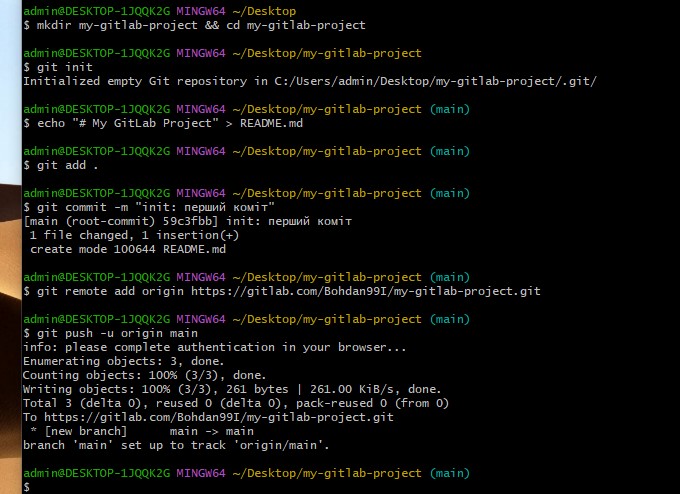 admin@DESKTOP-1JQQK2G MINGW64 ~/Desktop
$ mkdir my-gitlab-project && cd my-gitlab-project
admin@DESKTOP-1JQQK2G MINGW64 ~/Desktop/my-gitlab-project
$ git init
Initialized empty Git repository in C:/Users/admin/Desktop/my-gitlab-project/.git/
admin@DESKTOP-1JQQK2G MINGW64 ~/Desktop/my-gitlab-project (main)
$ echo "# My GitLab Project" > README.md
admin@DESKTOP-1JQQK2G MINGW64 ~/Desktop/my-gitlab-project (main)
$ git add .
admin@DESKTOP-1JQQK2G MINGW64 ~/Desktop/my-gitlab-project (main)
$ git commit -m "init: перший коміт"
[main (root-commit) 59c3fbb] init: перший коміт
 1 file changed, 1 insertion(+)
 create mode 100644 README.md
admin@DESKTOP-1JQQK2G MINGW64 ~/Desktop/my-gitlab-project (main)
$ git remote add origin https://gitlab.com/Bohdan99I/my-gitlab-project.git
admin@DESKTOP-1JQQK2G MINGW64 ~/Desktop/my-gitlab-project (main)
$ git push -u origin main
info: please complete authentication in your browser...
Enumerating objects: 3, done.
Counting objects: 100% (3/3), done.
Writing objects: 100% (3/3), 261 bytes | 261.00 KiB/s, done.
Total 3 (delta 0), reused 0 (delta 0), pack-reused 0 (from 0)
To https://gitlab.com/Bohdan99I/my-gitlab-project.git
 * [new branch]      main -> main
branch 'main' set up to track 'origin/main'.
admin@DESKTOP-1JQQK2G MINGW64 ~/Desktop/my-gitlab-project (main)
$